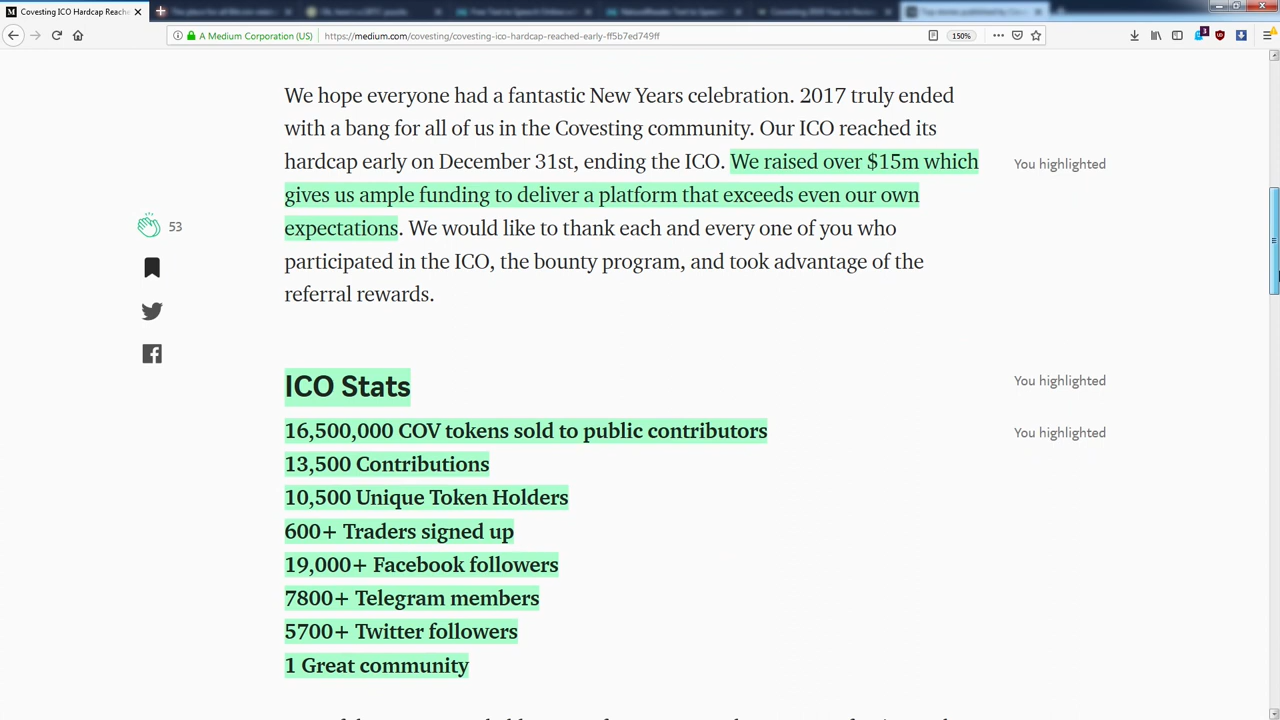 Covesting ICO Hardcap Reache
A Medium Corporation (US)
https://medium.com/covesting/covesting-ico-hardcap-reached-early-ff5b7ed749ff
150%
3
We hope everyone had a fantastic New Years celebration. 2017 truly ended
with a bang for all of us in the Covesting community. Our ICO reached its
hardcap early on December 31st, ending the ICO. We raised over $15m which
You highlighted
gives us ample funding to deliver a platform that exceeds even our own
expectations. We would like to thank each and every one of you who
53
participated in the ICO, the bounty program, and took advantage of the
referral rewards.
ICO Stats
You highlighted
16,500,000 COV tokens sold to public contributors
You highlighted
13,500 Contributions
10,500 Unique Token Holders
600+ Traders signed up
19,000+ Facebook followers
7800+ Telegram members
5700+ Twitter followers
1 Great community